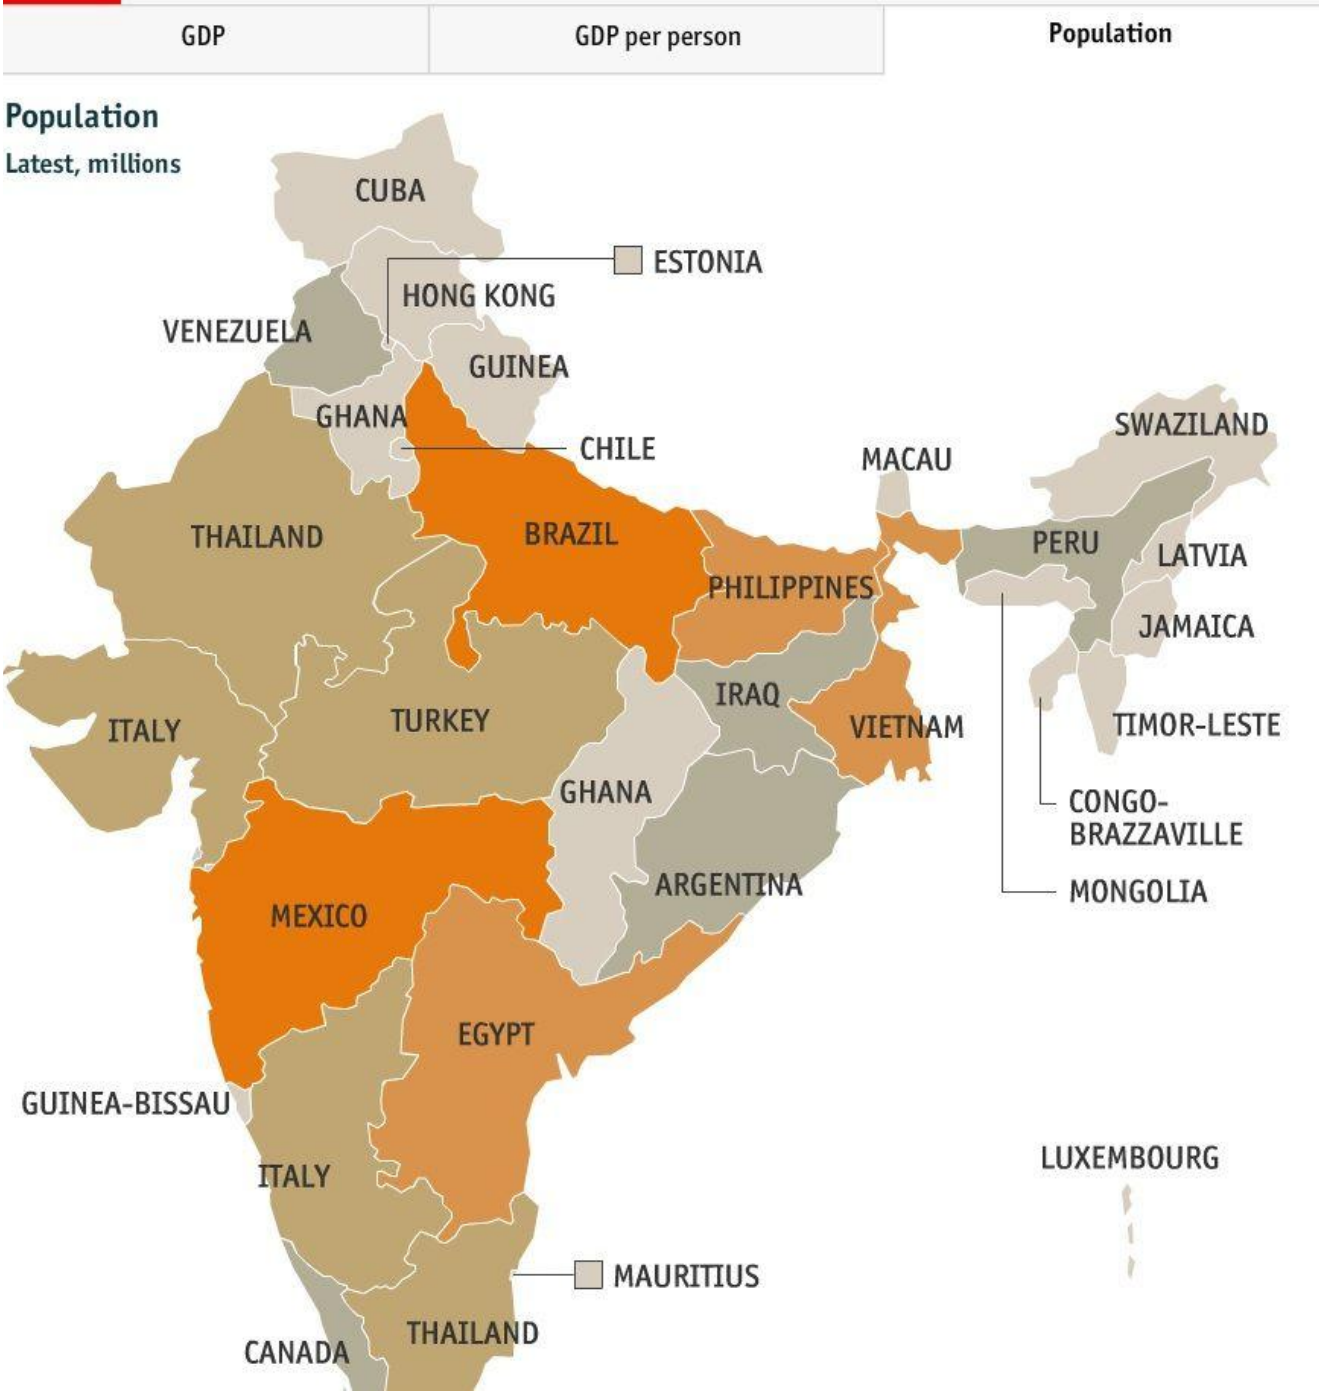 GDP
GDP per person
Population
Population
Latest, millions
CUBA
ESTONIA
HONG KONG
VENEZUELA
GUINEA
GHANA
SWAZILAND
CHILE
MACAU
THAILAND
BRAZIL
PERU
LATVIA
PHILIPPINES
JAMAICA
IRAQ
TURKEY
ITALY
VIETNAM
TIMOR-LESTE
GHANA
CONGO-
BRAZZAVILLE
ARGENTINA
MONGOLIA
MEXICO
EGYPT
GUINEA-BISSAU
LUXEMBOURG
ITALY
MAURITIUS
THAILAND
CANADA